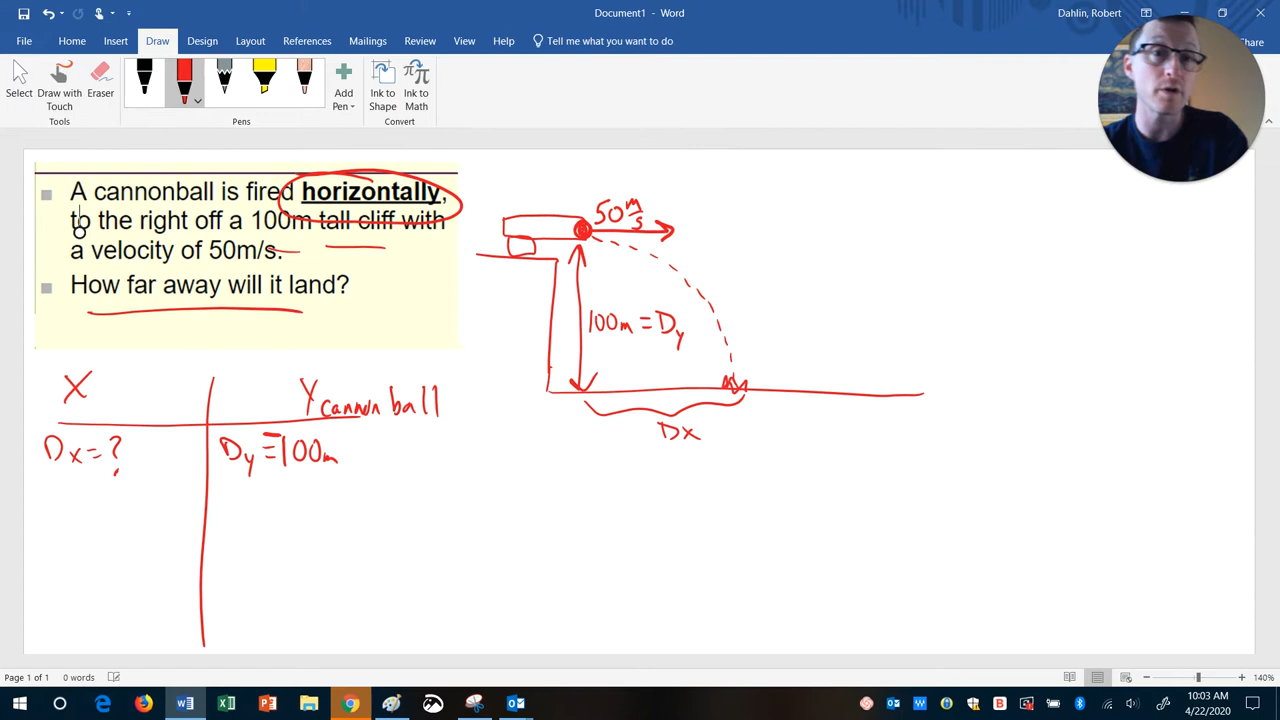 Document1 - Word
Dahlin, Robert
File Home Insert Draw Design Layout References Mailings Review View Help Tell me what you want to do
Share
Select
Draw with Touch
Eraser
Add Pen
Ink to Shape
Ink to Math
Tools
Pens
Convert
A cannonball is fired horizontally,
to the right off a 100m tall cliff with
a velocity of 50m/s.
How far away will it land?
50 m/s
100m = Dy
Dx
X
Y cannon ball
Dx = ?
Dy = -100m
Page 1 of 1 0 words
140%
10:03 AM
4/22/2020